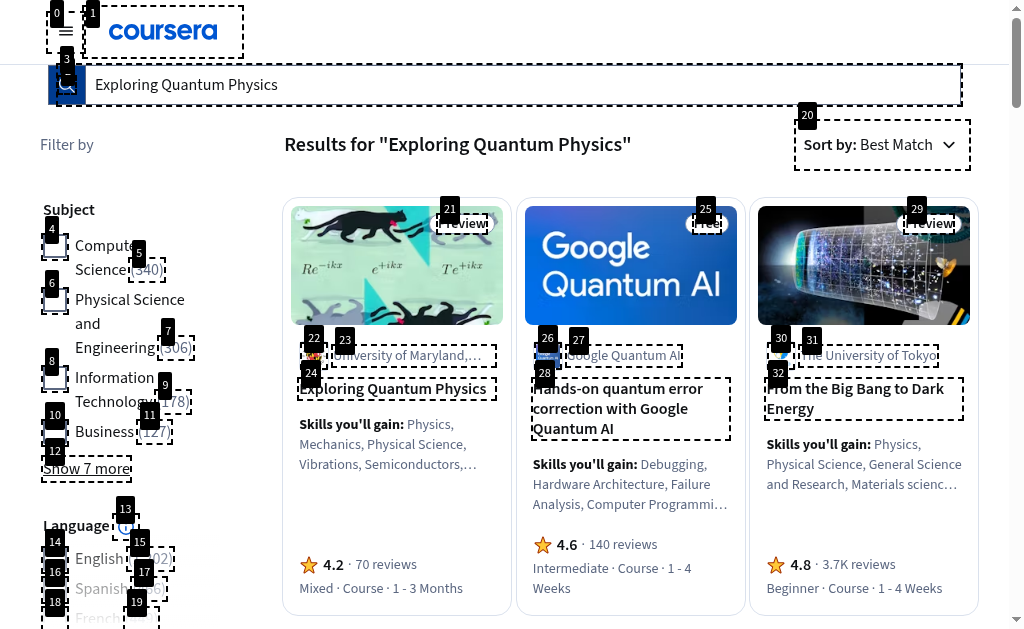 0
1
coursera
3
Exploring Quantum Physics
Filter by
Results for "Exploring Quantum Physics"
20
Sort by: Best Match
Subject
4
Computer
5
Science (340)
6
Physical Science
and
7
Engineering (306)
8
Information
9
Technology (178)
10
11
Business (127)
12
Show 7 more
13
Language
14
15
English
16
17
Spanish
18
19
French
21
Preview
Re^-ikx e^+ikx Te^+ikx
22
23
University of Maryland,...
24
Exploring Quantum Physics
Skills you'll gain: Physics,
Mechanics, Physical Science,
Vibrations, Semiconductors,...
4.2 · 70 reviews
Mixed · Course · 1 - 3 Months
25
Free
Google
Quantum AI
26
27
Google Quantum AI
28
Hands-on quantum error
correction with Google
Quantum AI
Skills you'll gain: Debugging,
Hardware Architecture, Failure
Analysis, Computer Programmi...
4.6 · 140 reviews
Intermediate · Course · 1 - 4
Weeks
29
Preview
30
31
The University of Tokyo
32
From the Big Bang to Dark
Energy
Skills you'll gain: Physics,
Physical Science, General Science
and Research, Materials scienc...
4.8 · 3.7K reviews
Beginner · Course · 1 - 4 Weeks